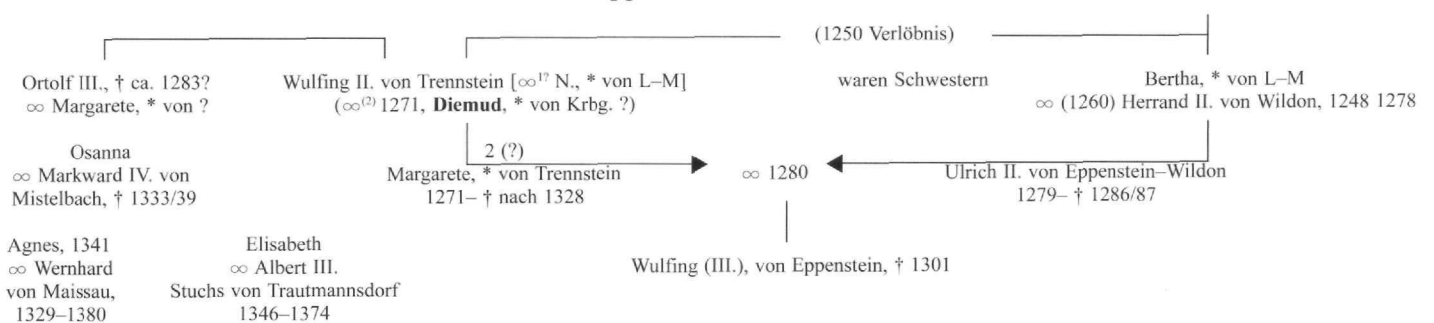 (1250 Verlöbnis)
Ortolf III., † ca. 1283?
∞ Margarete, * von ?
Wulfing II. von Trennstein [∞¹? N., * von L–M]
(∞⁽²⁾ 1271, Diemud, * von Krbg. ?)
waren Schwestern
Bertha, * von L–M
∞ (1260) Herrand II. von Wildon, 1248 1278
Osanna
∞ Markward IV. von
Mistelbach, † 1333/39
2 (?)
Margarete, * von Trennstein
1271– † nach 1328
∞ 1280
Ulrich II. von Eppenstein–Wildon
1279– † 1286/87
Agnes, 1341
∞ Wernhard
von Maissau,
1329–1380
Elisabeth
∞ Albert III.
Stuchs von Trautmannsdorf
1346–1374
Wulfing (III.), von Eppenstein, † 1301